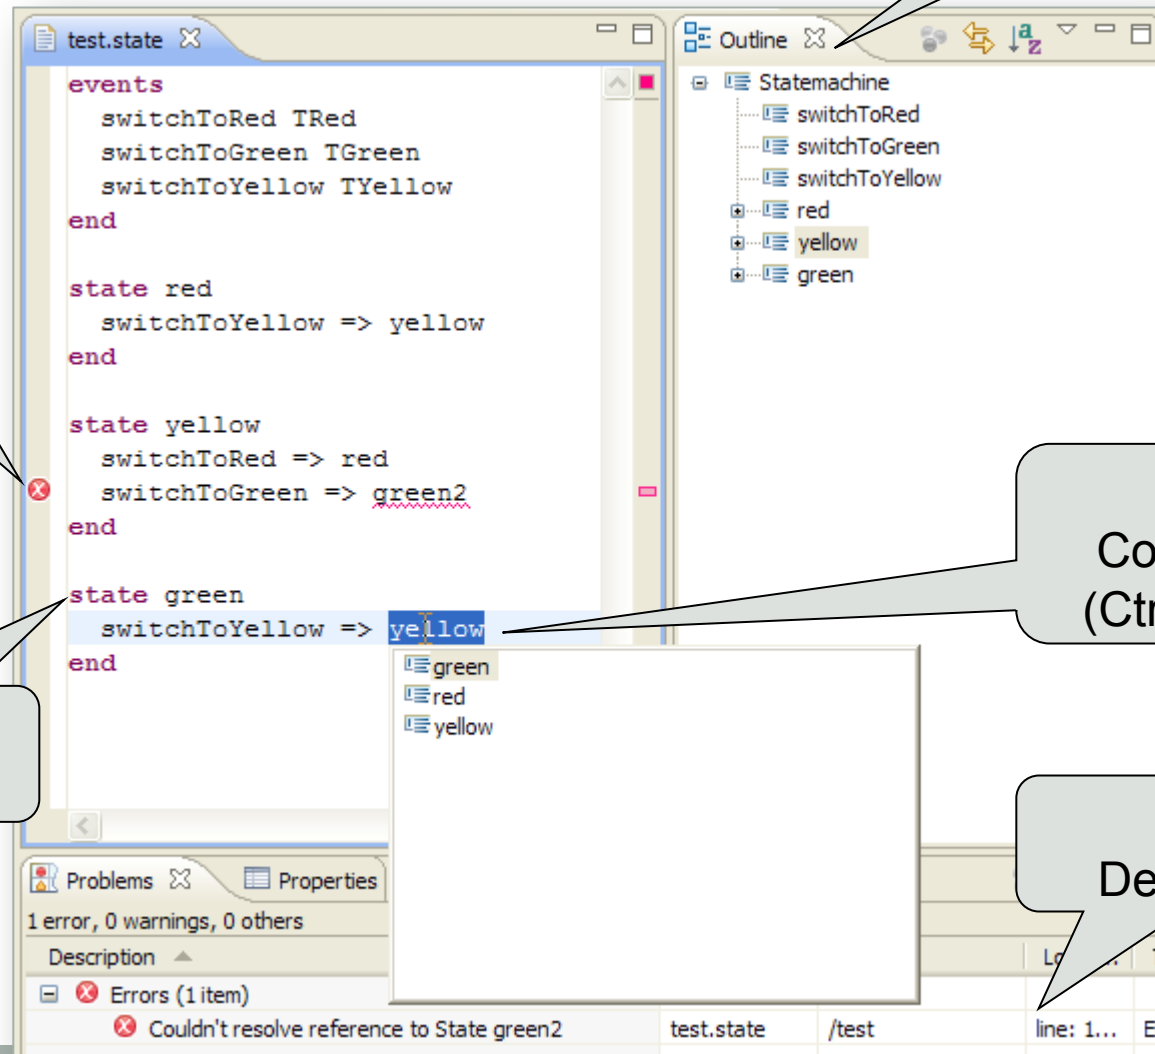 test.state
events
switchToRed TRed
switchToGreen TGreen
switchToYellow TYellow
end
state red
switchToYellow => yellow
end
state yellow
switchToRed => red
switchToGreen => green2
end
state green
switchToYellow => yellow
end
green
red
yellow
Outline
Statemachine
switchToRed
switchToGreen
switchToYellow
red
yellow
green
Co
(Ctr
De
Problems
Properties
1 error, 0 warnings, 0 others
Description
Errors (1 item)
Couldn't resolve reference to State green2 test.state /test line: 1... E